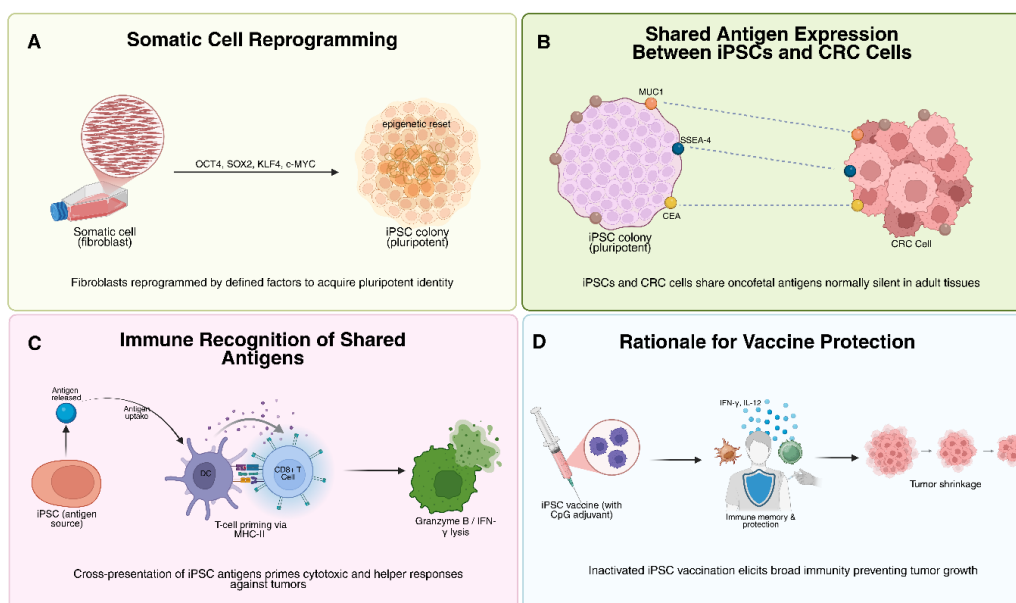 A
Somatic Cell Reprogramming
epigenetic reset
OCT4, SOX2, KLF4, c-MYC
Somatic cell
(fibroblast)
iPSC colony
(pluripotent)
Fibroblasts reprogrammed by defined factors to acquire pluripotent identity
B
Shared Antigen Expression
Between iPSCs and CRC Cells
MUC1
SSEA-4
CEA
iPSC colony
(pluripotent)
CRC Cell
iPSCs and CRC cells share oncofetal antigens normally silent in adult tissues
C
Immune Recognition of Shared
Antigens
Antigen
released
Antigen
uptake
iPSC (antigen
source)
DC
CD8+ T
Cell
T-cell priming via
MHC-II
Granzyme B / IFN-
γ lysis
Cross-presentation of iPSC antigens primes cytotoxic and helper responses
against tumors
D
Rationale for Vaccine Protection
IFN-γ, IL-12
iPSC vaccine (with
CpG adjuvant)
Immune memory &
protection
Tumor shrinkage
Inactivated iPSC vaccination elicits broad immunity preventing tumor growth